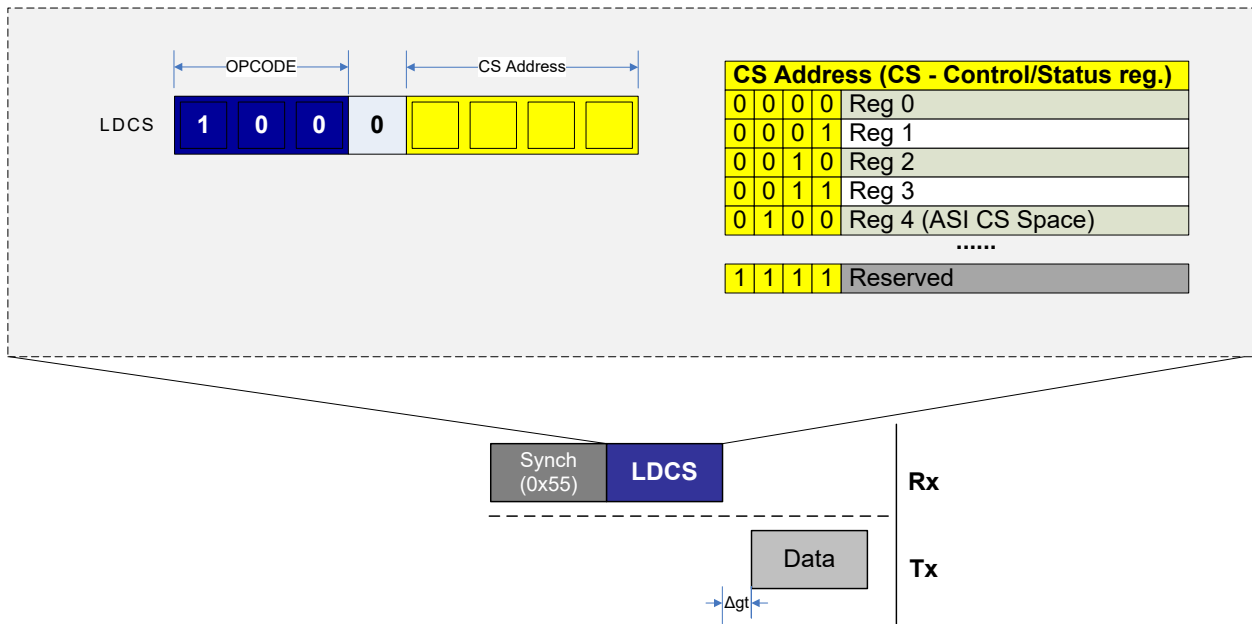 OPCODE
CS Address
LDCS
1 0 0 0
CS Address (CS - Control/Status reg.)
0 0 0 0 Reg 0
0 0 0 1 Reg 1
0 0 1 0 Reg 2
0 0 1 1 Reg 3
0 1 0 0 Reg 4 (ASI CS Space)
......
1 1 1 1 Reserved
Synch
(0x55)
LDCS
Rx
Data
Tx
Δgt